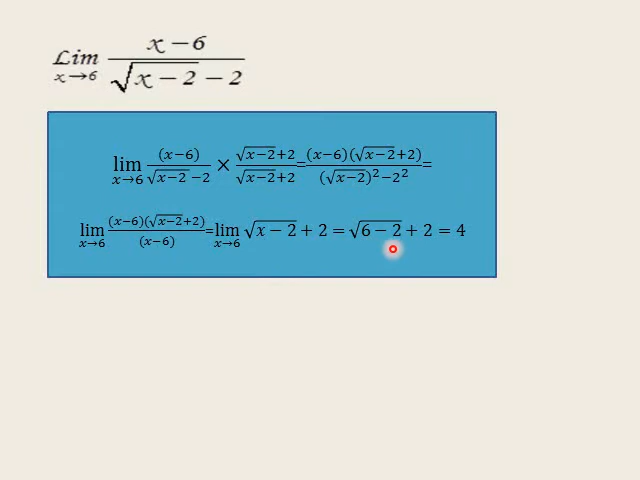 Lim x→6 x − 6 / √(x − 2) − 2
lim x→6 (x−6)/(√(x−2)−2) × (√(x−2)+2)/(√(x−2)+2)=(x−6)(√(x−2)+2)/((√(x−2))²−2²)=
lim x→6 (x−6)(√(x−2)+2)/(x−6)=lim x→6 √(x − 2) + 2 = √(6 − 2) + 2 = 4